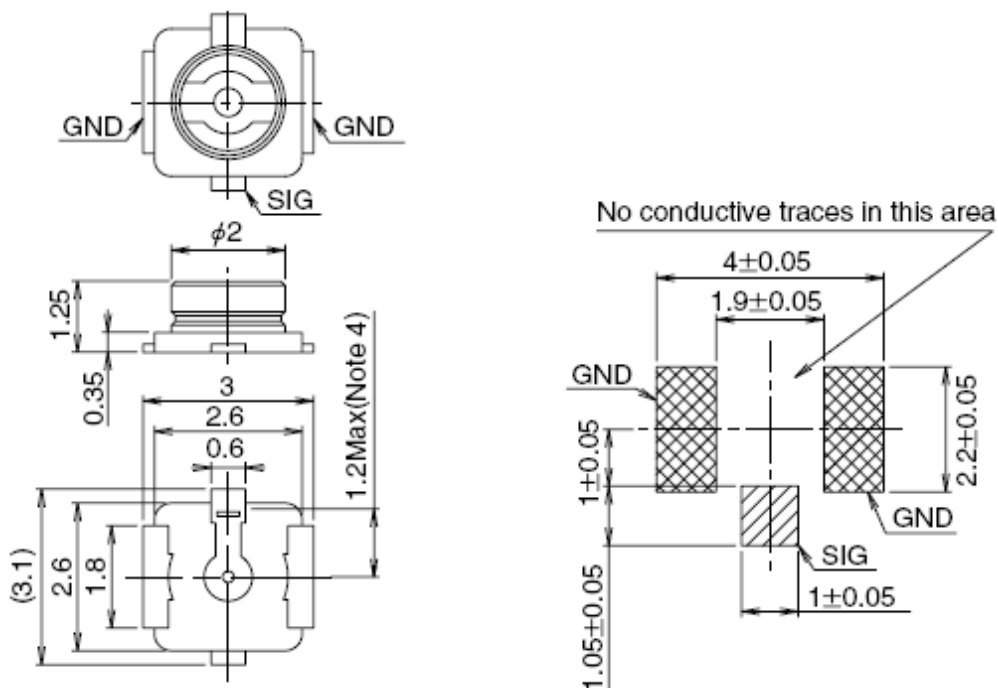 GND
GND
SIG
ϕ2
1.25
0.35
3
2.6
0.6
1.2Max(Note 4)
(3.1)
2.6
1.8
No conductive traces in this area
4±0.05
1.9±0.05
GND
1±0.05
2.2±0.05
GND
SIG
1.05±0.05
1±0.05